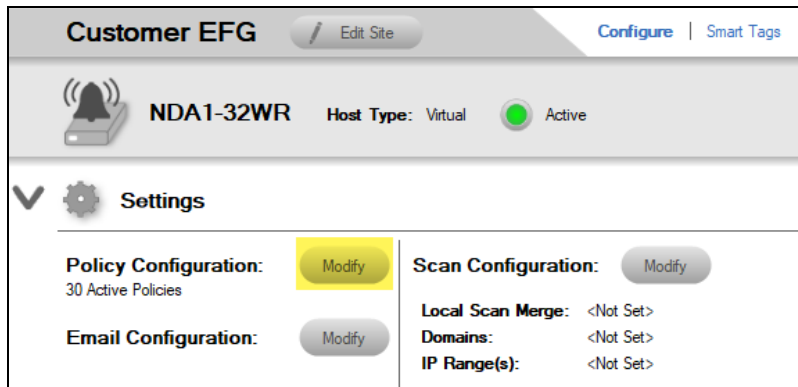 Customer EFG Edit Site Configure | Smart Tags
NDA1-32WR Host Type: Virtual Active
Settings
Policy Configuration: Modify
30 Active Policies
Email Configuration: Modify
Scan Configuration: Modify
Local Scan Merge: <Not Set>
Domains: <Not Set>
IP Range(s): <Not Set>